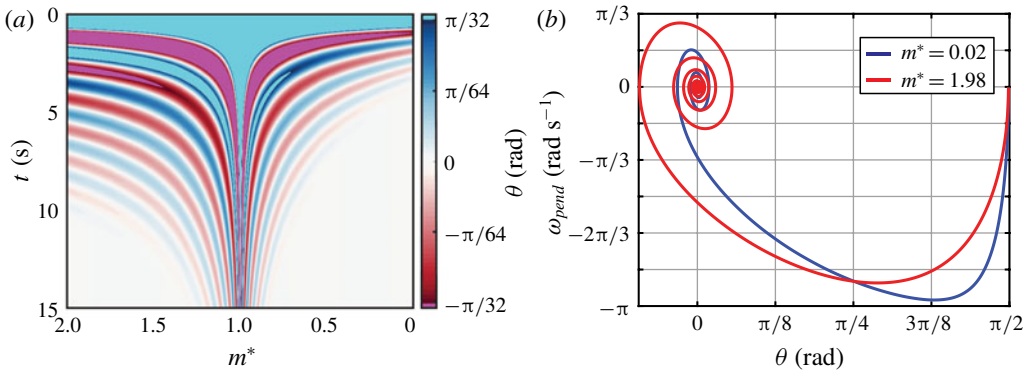 (a)
0
5
10
15
t (s)
2.0
1.5
1.0
0.5
0
m*
π/32
π/64
0
−π/64
−π/32
θ (rad)
(b)
π/3
0
−π/3
−2π/3
−π
ω_pend (rad s⁻¹)
m* = 0.02
m* = 1.98
0
π/8
π/4
3π/8
π/2
θ (rad)